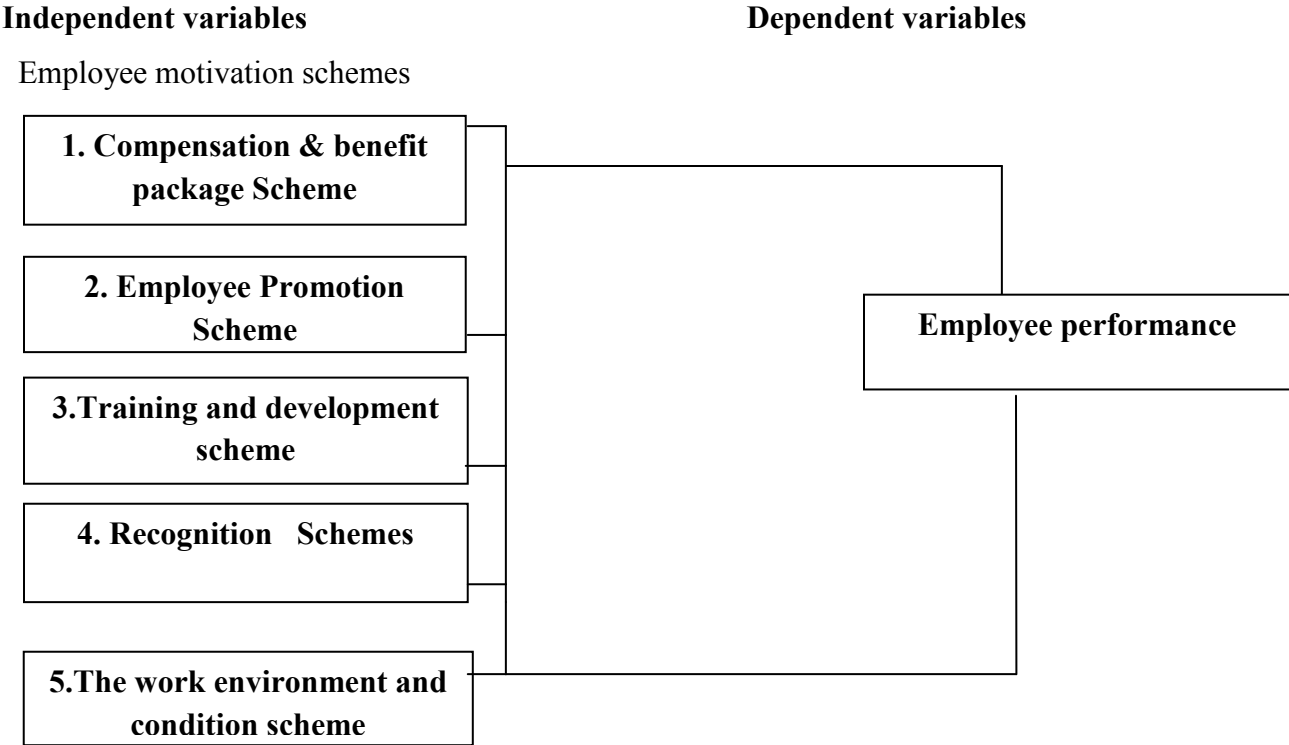 Independent variables
Dependent variables
Employee motivation schemes
1. Compensation & benefit
package Scheme
2. Employee Promotion
Scheme
3.Training and development
scheme
4. Recognition Schemes
5.The work environment and
condition scheme
Employee performance